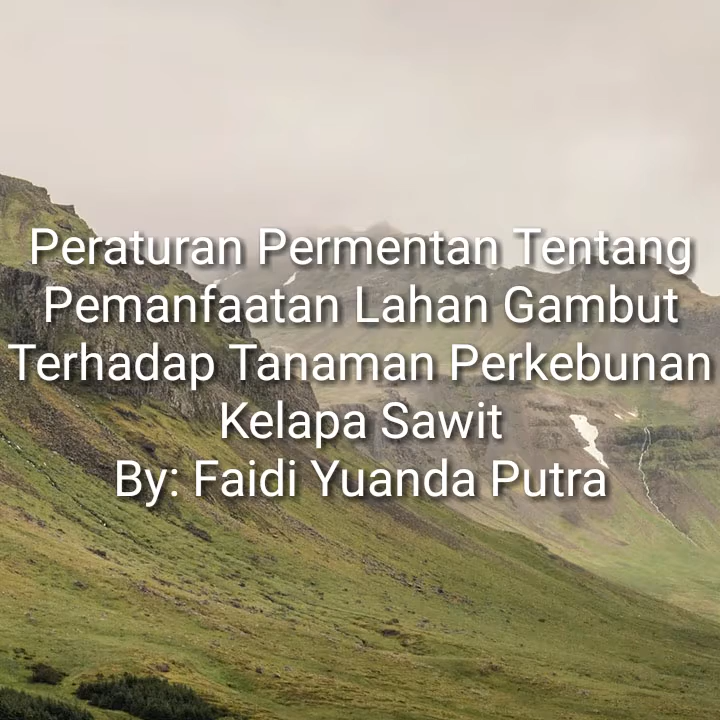 Peraturan Permentan Tentang
Pemanfaatan Lahan Gambut
Terhadap Tanaman Perkebunan
Kelapa Sawit
By: Faidi Yuanda Putra